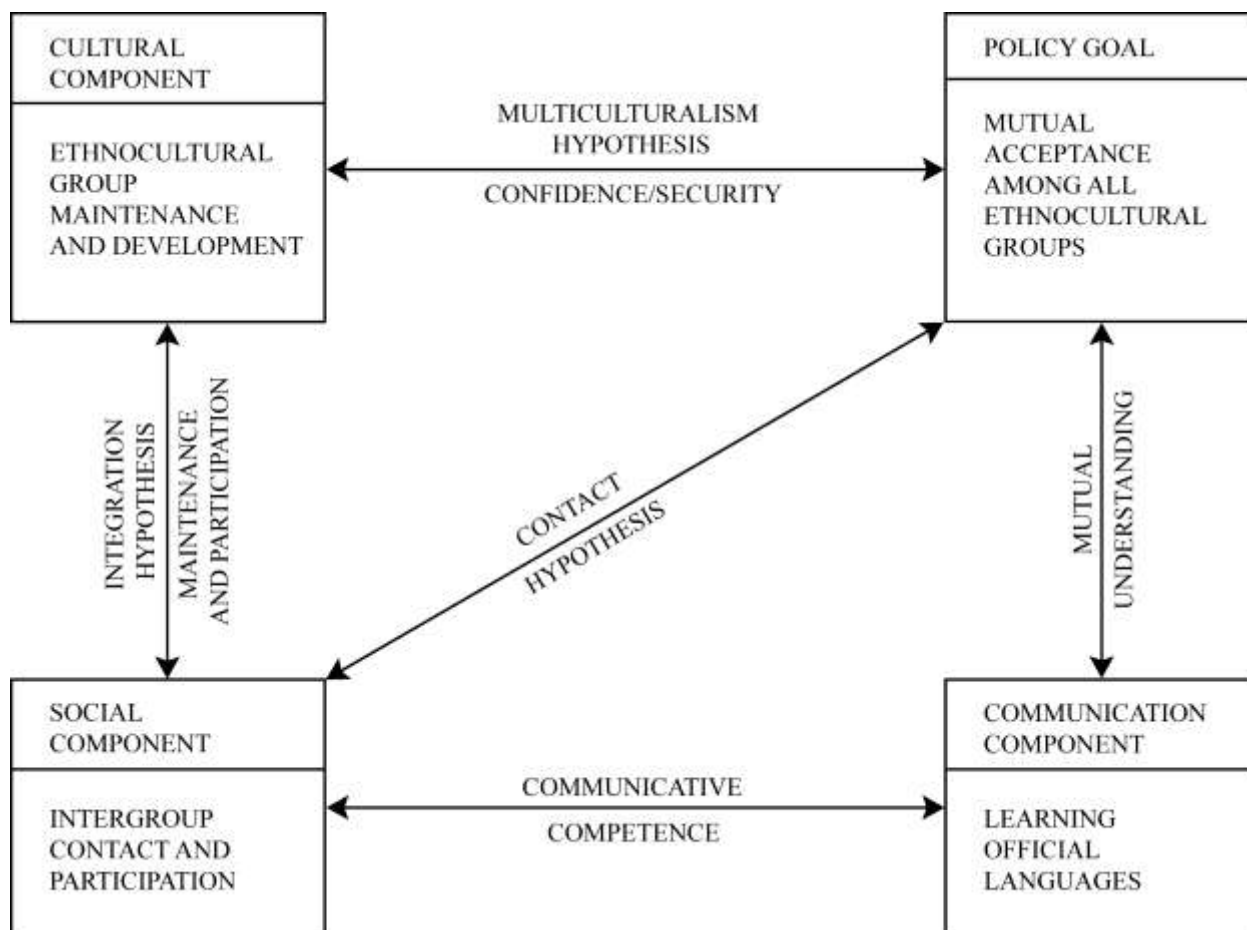 CULTURAL
COMPONENT
ETHNOCULTURAL
GROUP
MAINTENANCE
AND DEVELOPMENT
MULTICULTURALISM
HYPOTHESIS
CONFIDENCE/SECURITY
POLICY GOAL
MUTUAL
ACCEPTANCE
AMONG ALL
ETHNOCULTURAL
GROUPS
INTEGRATION
HYPOTHESIS
MAINTENANCE
AND PARTICIPATION
CONTACT
HYPOTHESIS
MUTUAL
UNDERSTANDING
SOCIAL
COMPONENT
INTERGROUP
CONTACT AND
PARTICIPATION
COMMUNICATIVE
COMPETENCE
COMMUNICATION
COMPONENT
LEARNING
OFFICIAL
LANGUAGES